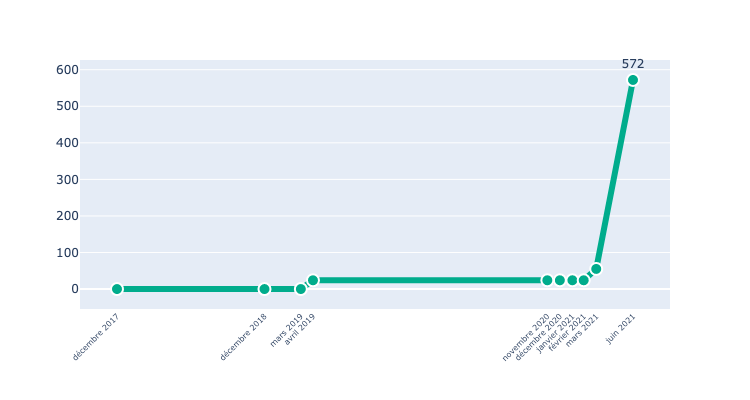 572
600
500
400
300
200
100
0
décembre 2017
décembre 2018
mars 2019
avril 2019
novembre 2020
décembre 2020
janvier 2021
février 2021
mars 2021
juin 2021